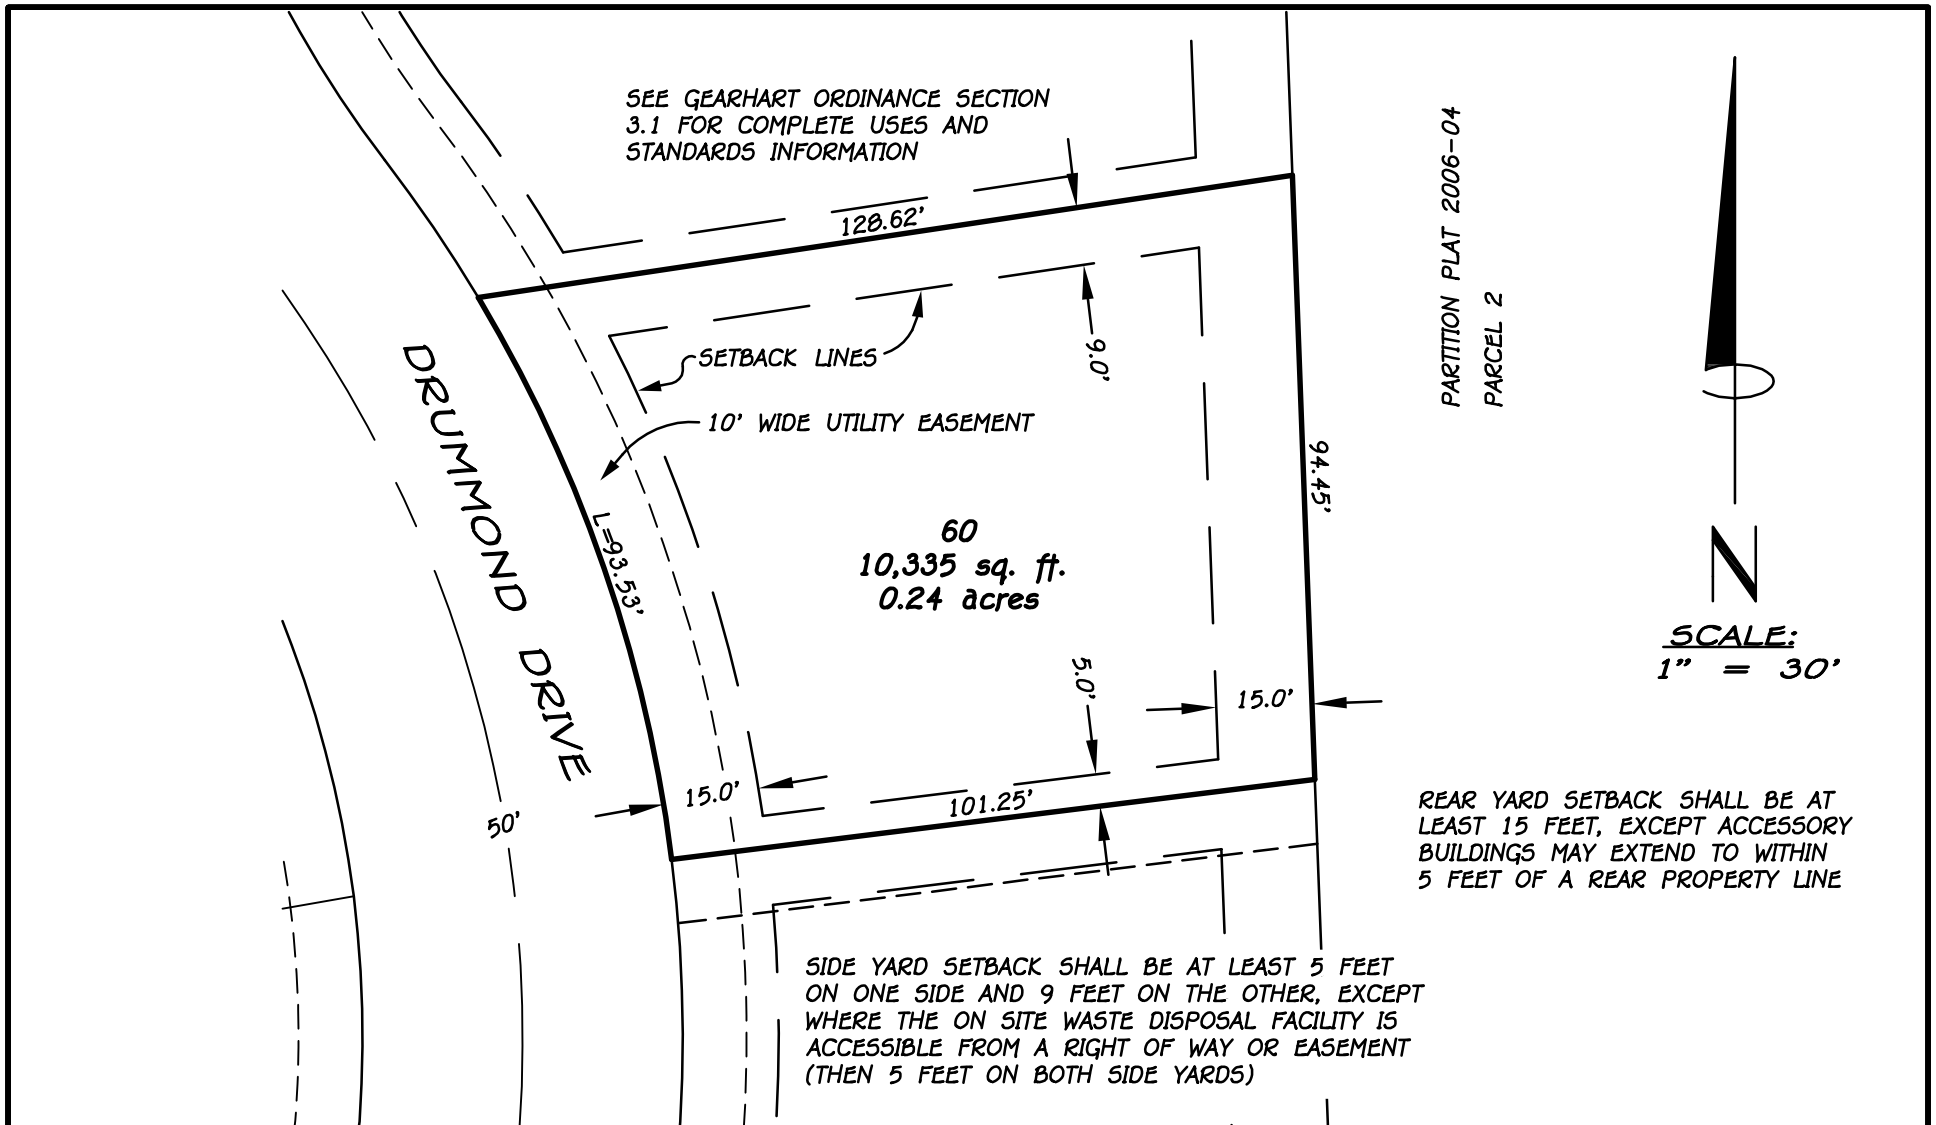 SEE GEARHART ORDINANCE SECTION
3.1 FOR COMPLETE USES AND
STANDARDS INFORMATION
128.62'
PARTITION PLAT 2006-04
PARCEL 2
SETBACK LINES
9.0'
10' WIDE UTILITY EASEMENT
DRUMMOND DRIVE
94.45'
L=93.53'
60
10,335 sq. ft.
0.24 acres
N
SCALE:
1" = 30'
5.0'
15.0'
15.0'
101.25'
50'
REAR YARD SETBACK SHALL BE AT
LEAST 15 FEET, EXCEPT ACCESSORY
BUILDINGS MAY EXTEND TO WITHIN
5 FEET OF A REAR PROPERTY LINE
SIDE YARD SETBACK SHALL BE AT LEAST 5 FEET
ON ONE SIDE AND 9 FEET ON THE OTHER, EXCEPT
WHERE THE ON SITE WASTE DISPOSAL FACILITY IS
ACCESSIBLE FROM A RIGHT OF WAY OR EASEMENT
(THEN 5 FEET ON BOTH SIDE YARDS)